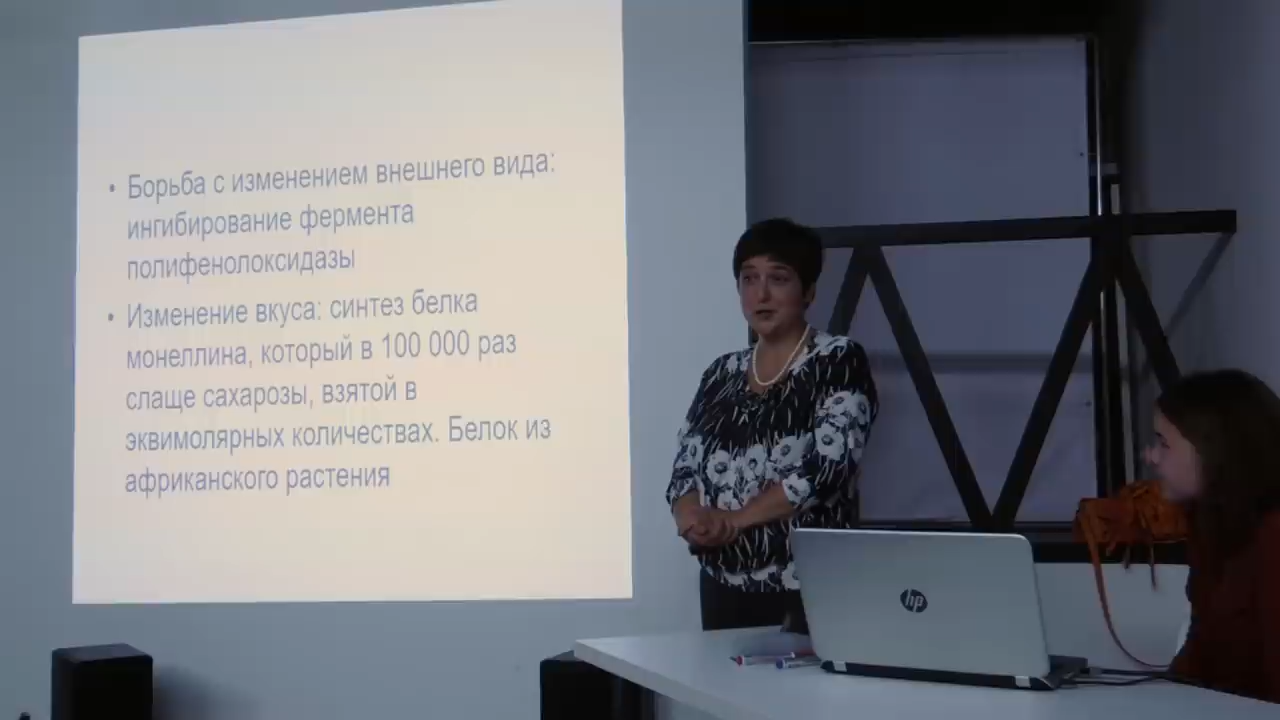 • Борьба с изменением внешнего вида:
ингибирование фермента
полифенолоксидазы
• Изменение вкуса: синтез белка
монеллина, который в 100 000 раз
слаще сахарозы, взятой в
эквимолярных количествах. Белок из
африканского растения
hp